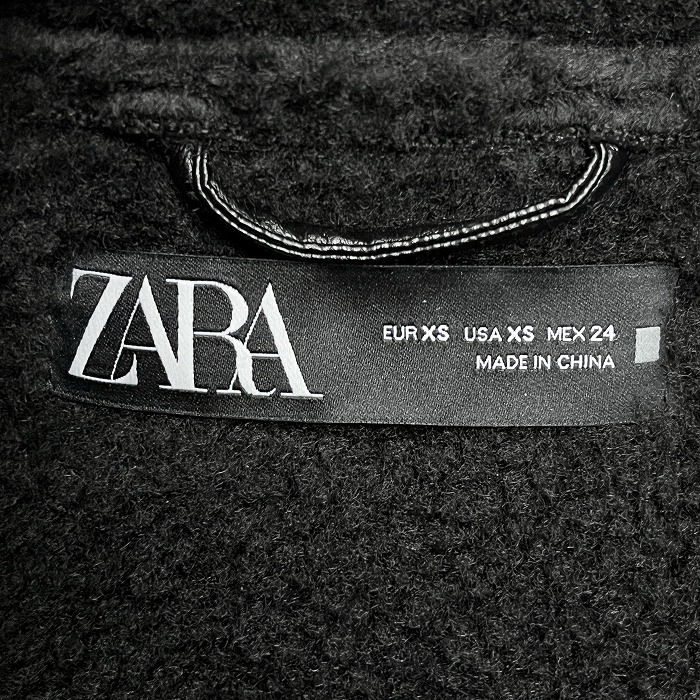 ZARA
EUR XS USA XS MEX 24
MADE IN CHINA